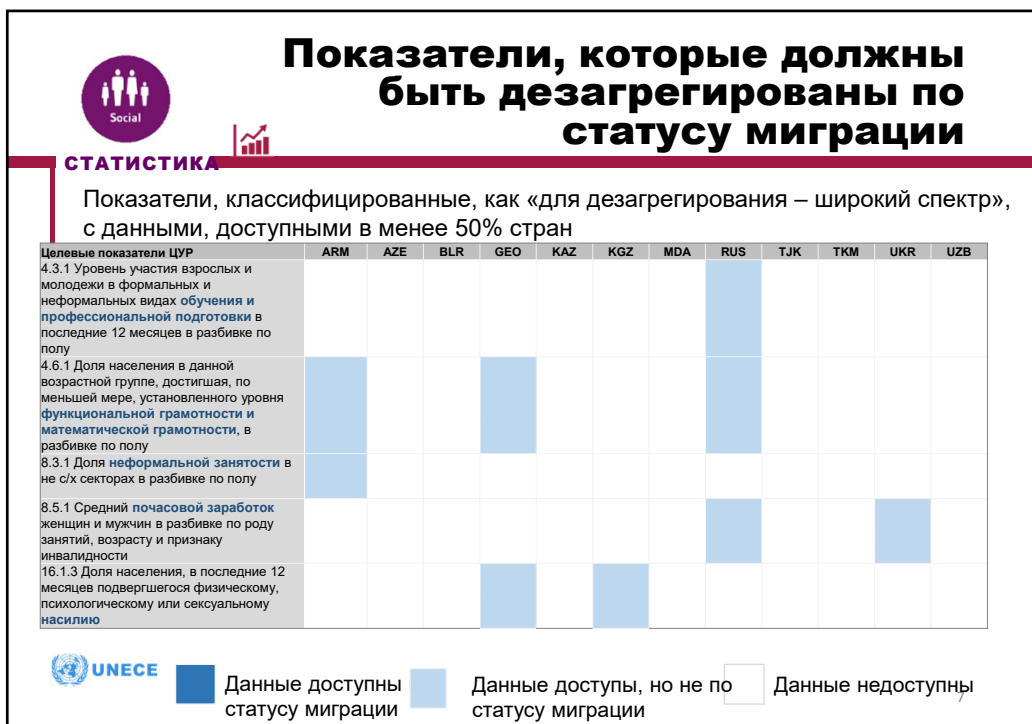 Показатели, которые должны
быть дезагрегированы по
статусу миграции
Social
СТАТИСТИКА
Показатели, классифицированные, как «для дезагрегирования – широкий спектр»,
с данными, доступными в менее 50% стран
Целевые показатели ЦУР ARM AZE BLR GEO KAZ KGZ MDA RUS TJK TKM UKR UZB
4.3.1 Уровень участия взрослых и
молодежи в формальных и
неформальных видах обучения и
профессиональной подготовки в
последние 12 месяцев в разбивке по
полу
4.6.1 Доля населения в данной
возрастной группе, достигшая, по
меньшей мере, установленного уровня
функциональной грамотности и
математической грамотности, в
разбивке по полу
8.3.1 Доля неформальной занятости в
не с/х секторах в разбивке по полу
8.5.1 Средний почасовой заработок
женщин и мужчин в разбивке по роду
занятий, возрасту и признаку
инвалидности
16.1.3 Доля населения, в последние 12
месяцев подвергшегося физическому,
психологическому или сексуальному
насилию
UNECE
Данные доступны
статусу миграции
Данные доступы, но не по
статусу миграции
Данные недоступны
7